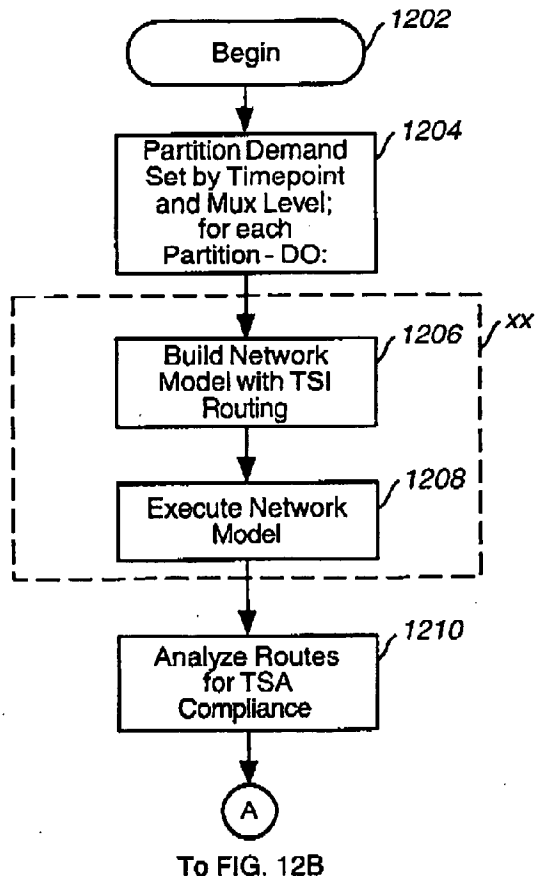 1202
Begin
1204
Partition Demand
Set by Timepoint
and Mux Level;
for each
Partition - DO:
xx
1206
Build Network
Model with TSI
Routing
1208
Execute Network
Model
1210
Analyze Routes
for TSA
Compliance
A
To FIG. 12B